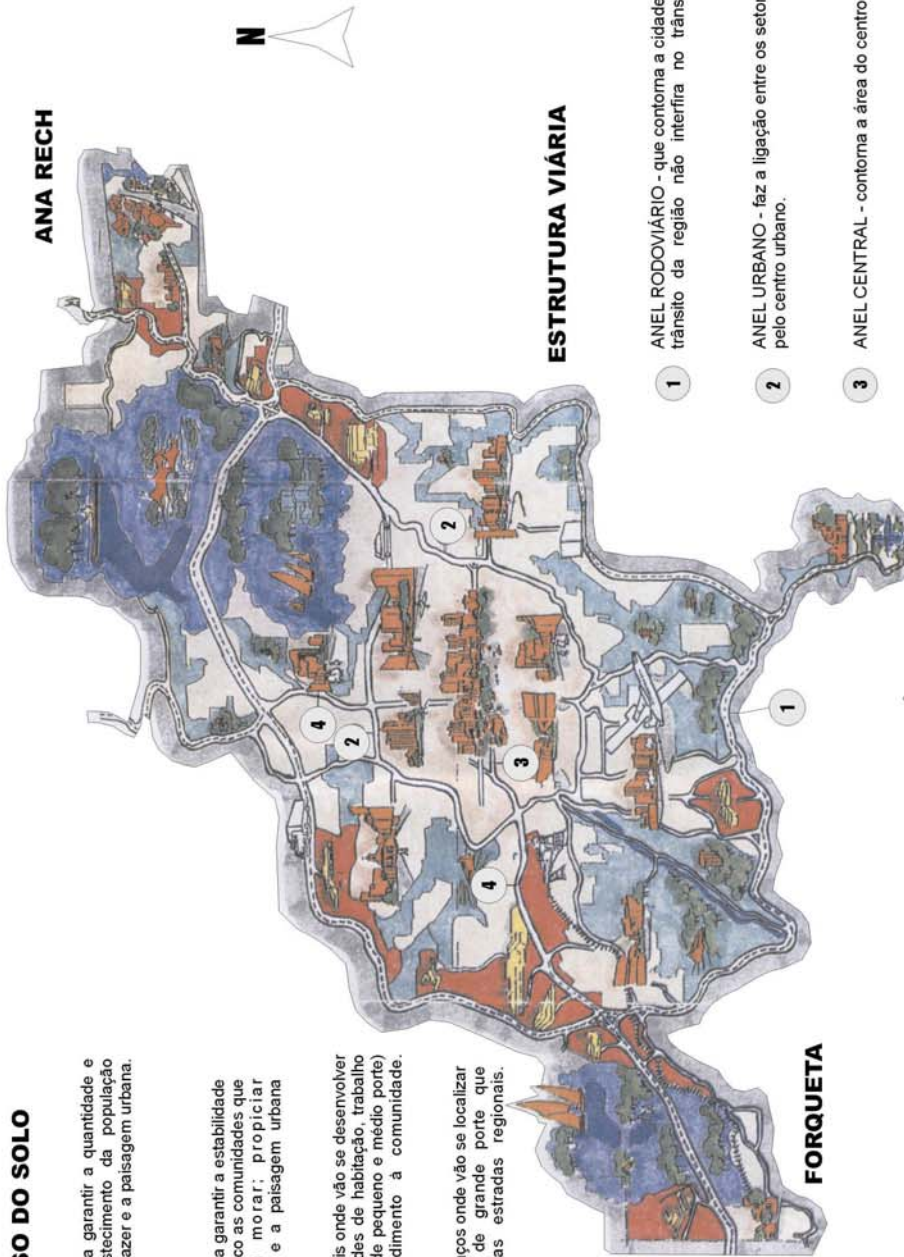 SO DO SOLO
a garantir a quantidade e
stecimento da população
azer e a paisagem urbana.
a garantir a estabilidade
co as comunidades que
morar; propiciar
e a paisagem urbana
is onde vão se desenvolver
des de habitação, trabalho
de pequeno e médio porte)
dimento à comunidade.
ços onde vão se localizar
de grande porte que
as estradas regionais.
ANA RECH
N
4
2
2
3
4
1
FORQUETA
ESTRUTURA VIÁRIA
1 ANEL RODOVIÁRIO - que contorna a cidade
trânsito da região não interfira no trâns
2 ANEL URBANO - faz a ligação entre os setor
pelo centro urbano.
3 ANEL CENTRAL - contorna a área do centro